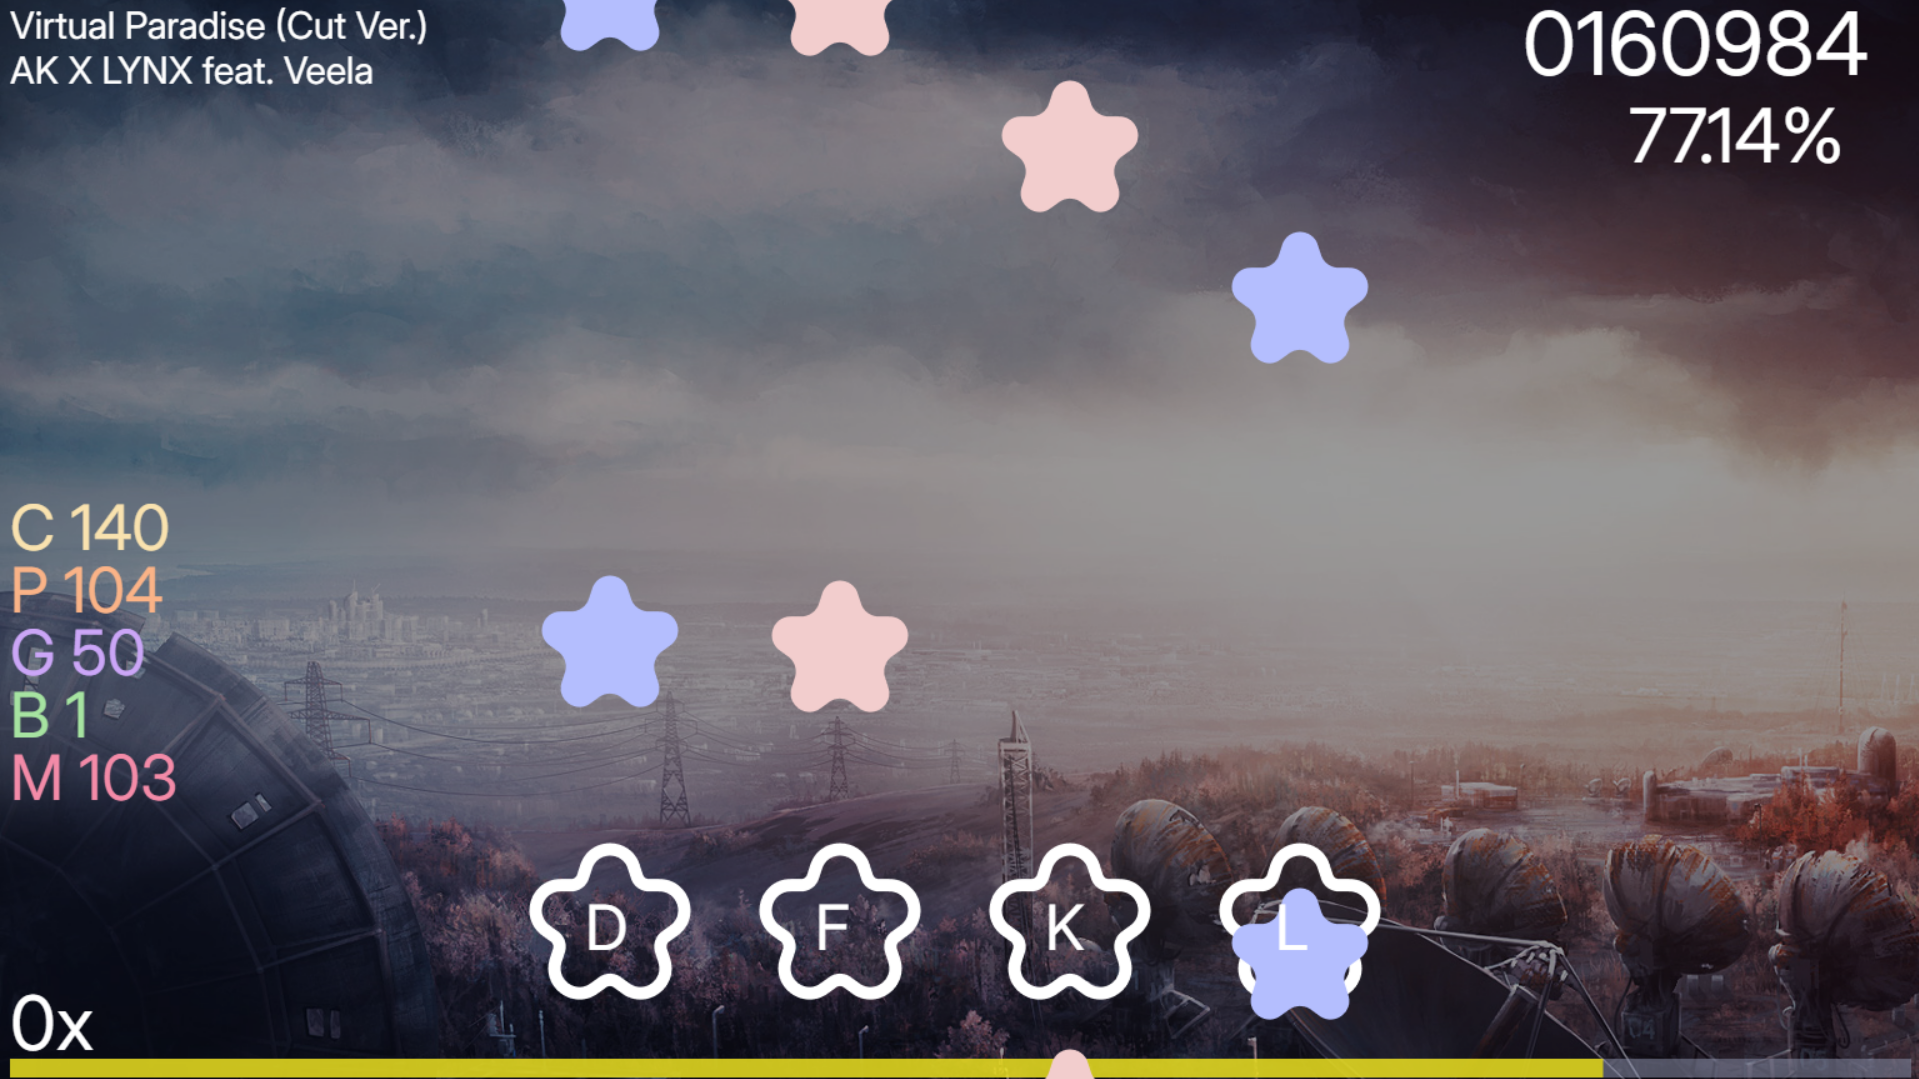 Virtual Paradise (Cut Ver.)
AK X LYNX feat. Veela
0160984
77.14%
C 140
P 104
G 50
B 1
M 103
D F K L
0x